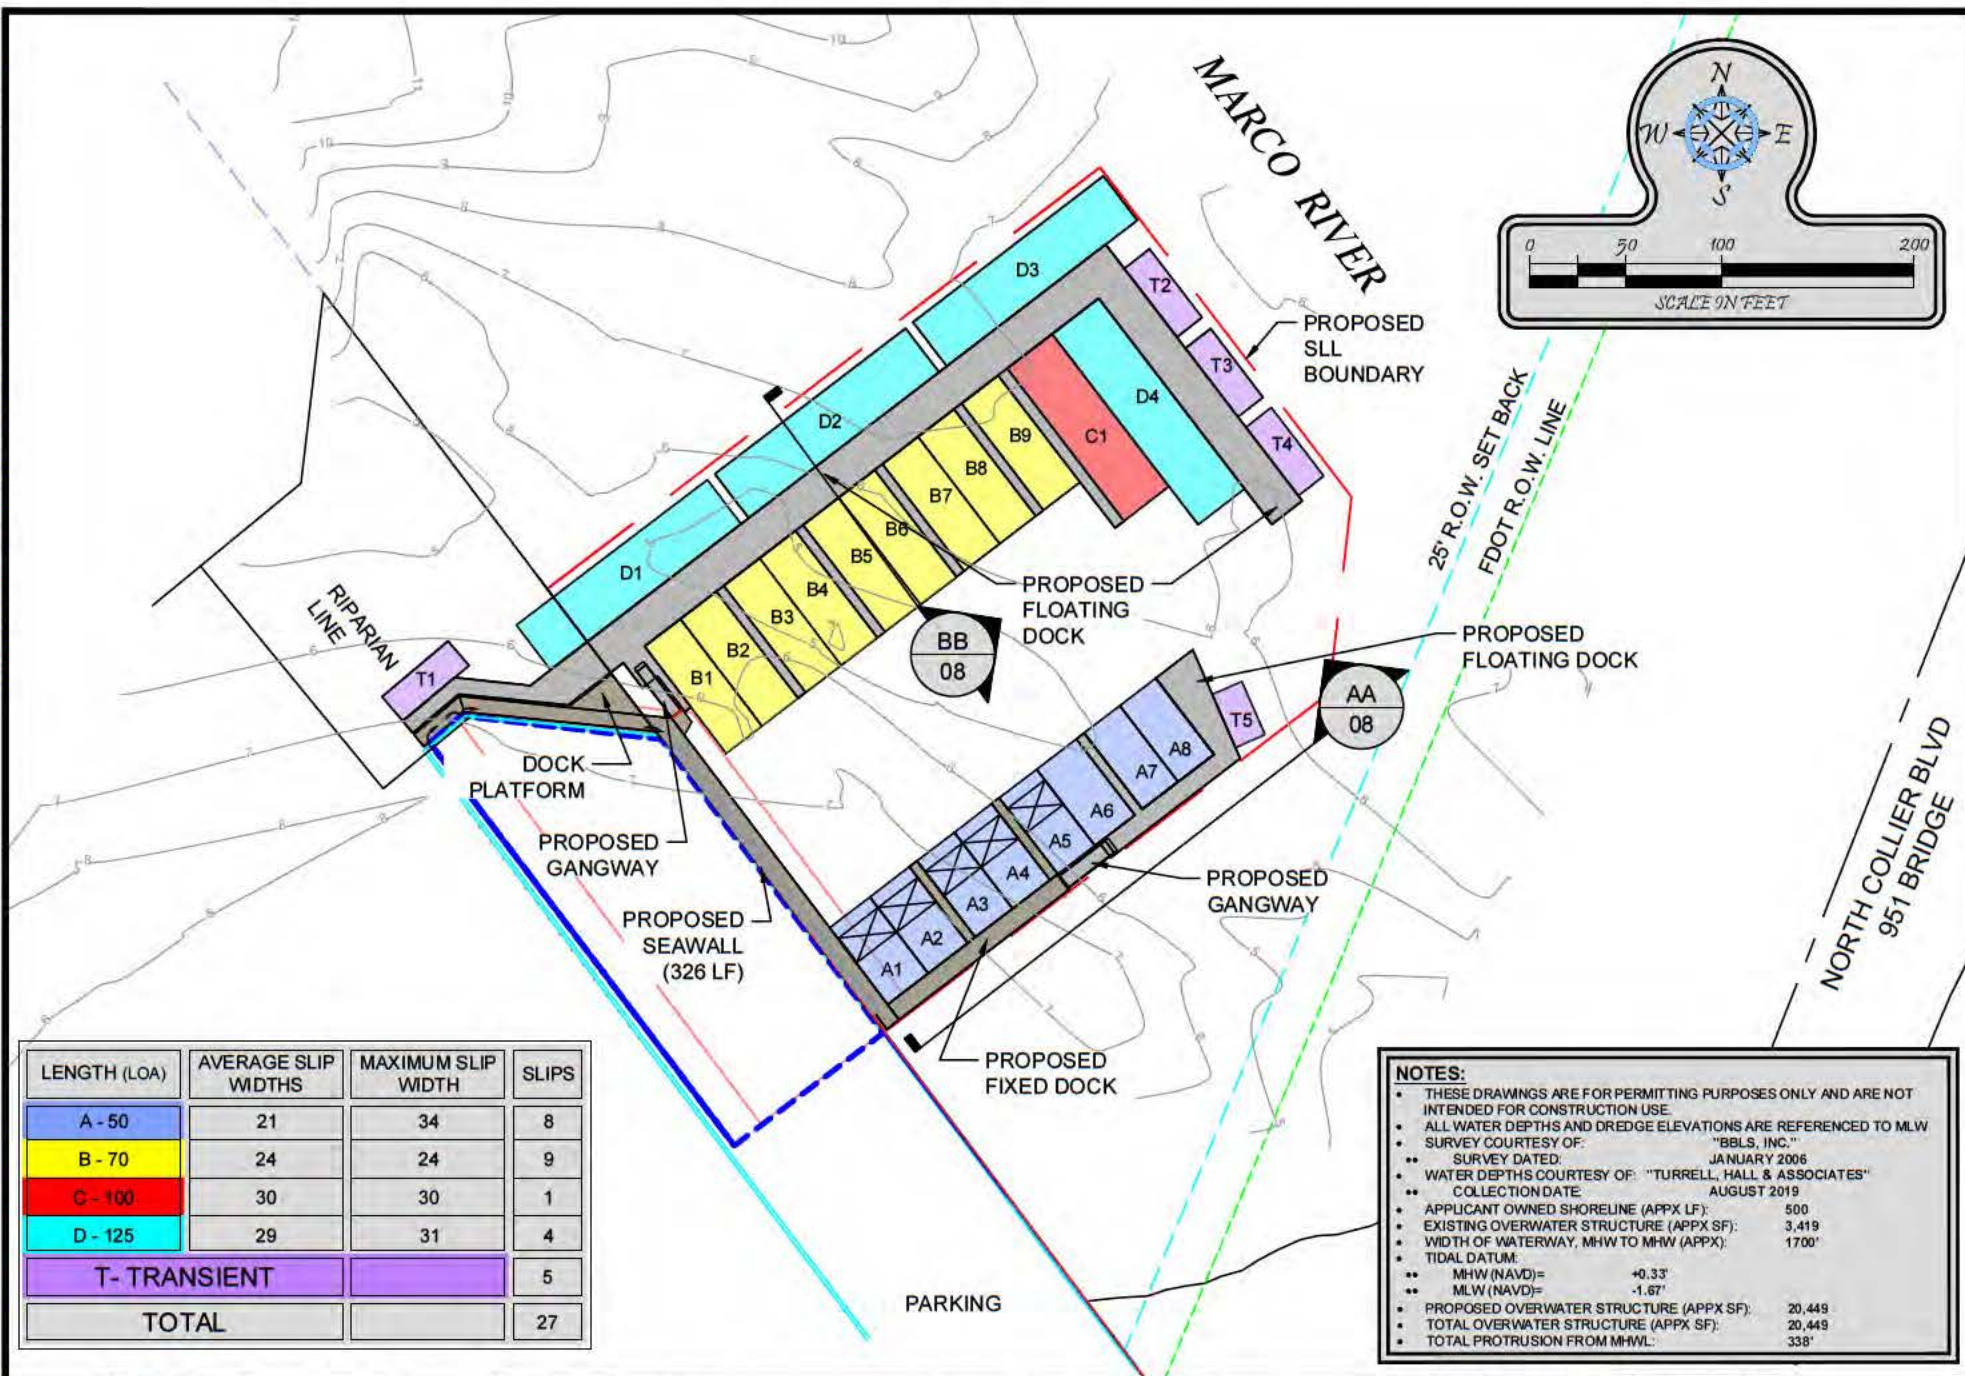 MARCO RIVER
N
W
E
S
0 50 100 200
SCALE IN FEET
PROPOSED
SLL
BOUNDARY
25' R.O.W. SET BACK
FDOT R.O.W. LINE
D3
T2
T3
D4
T4
D2
C1
B9
B8
B7
B6
B5
B4
B3
B2
B1
D1
RIPARIAN
LINE
T1
PROPOSED
FLOATING
DOCK
BB
08
PROPOSED
FLOATING DOCK
AA
08
T5
A8
A7
A6
A5
A4
A3
A2
A1
DOCK
PLATFORM
PROPOSED
GANGWAY
PROPOSED
SEAWALL
(326 LF)
PROPOSED
GANGWAY
PROPOSED
FIXED DOCK
NORTH COLLIER BLVD
951 BRIDGE
PARKING
LENGTH (LOA) AVERAGE SLIP WIDTHS MAXIMUM SLIP WIDTH SLIPS
A - 50 21 34 8
B - 70 24 24 9
C - 100 30 30 1
D - 125 29 31 4
T- TRANSIENT 5
TOTAL 27
NOTES:
• THESE DRAWINGS ARE FOR PERMITTING PURPOSES ONLY AND ARE NOT
INTENDED FOR CONSTRUCTION USE.
• ALL WATER DEPTHS AND DREDGE ELEVATIONS ARE REFERENCED TO MLW
• SURVEY COURTESY OF: "BBLS, INC."
•• SURVEY DATED: JANUARY 2006
• WATER DEPTHS COURTESY OF: "TURRELL, HALL & ASSOCIATES"
•• COLLECTION DATE: AUGUST 2019
• APPLICANT OWNED SHORELINE (APPX LF): 500
• EXISTING OVERWATER STRUCTURE (APPX SF): 3,419
• WIDTH OF WATERWAY, MHW TO MHW (APPX): 1700'
• TIDAL DATUM:
•• MHW (NAVD)= +0.33'
•• MLW (NAVD)= -1.67'
• PROPOSED OVERWATER STRUCTURE (APPX SF): 20,449
• TOTAL OVERWATER STRUCTURE (APPX SF): 20,449
• TOTAL PROTRUSION FROM MHWL: 338'